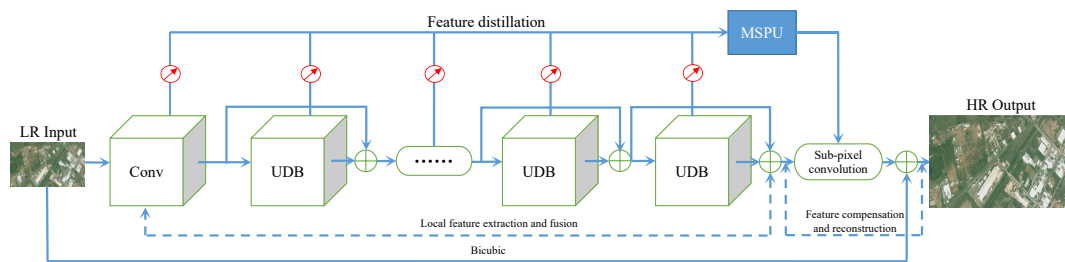 Feature distillation
MSPU
LR Input
HR Output
Conv
UDB
······
UDB
UDB
Sub-pixel
convolution
Local feature extraction and fusion
Feature compensation
and reconstruction
Bicubic